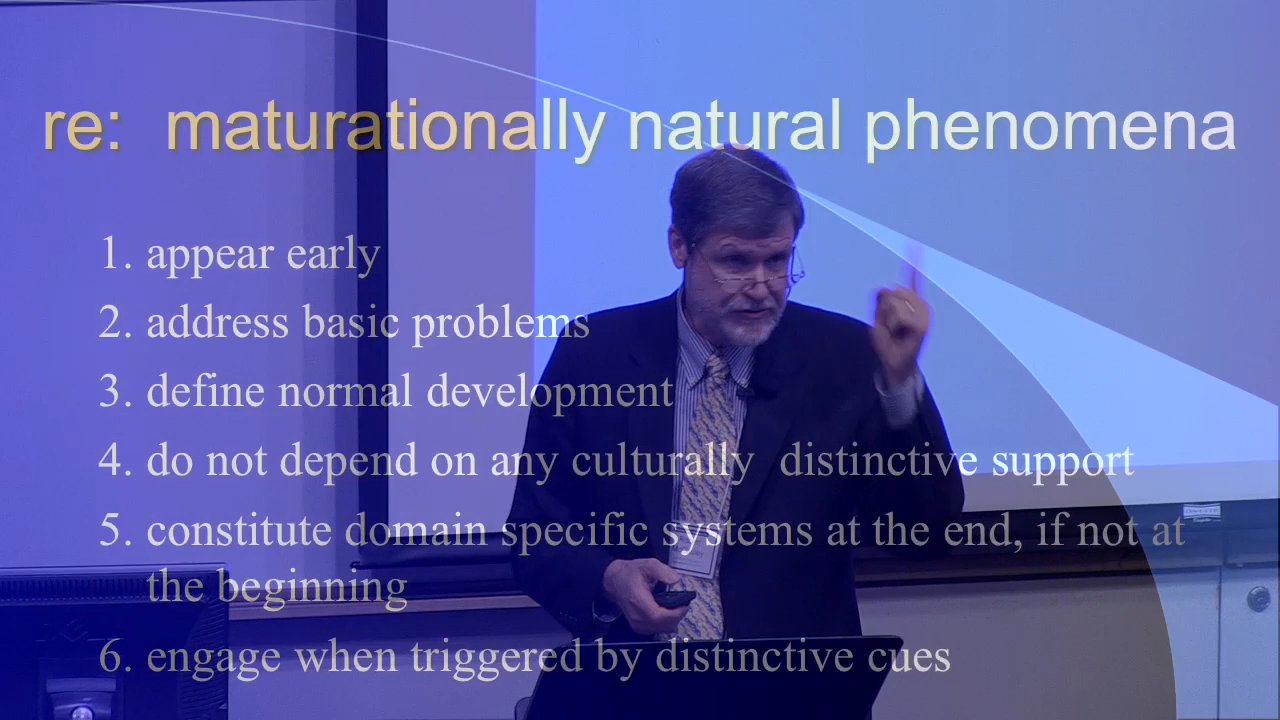 re: maturationally natural phenomena
1. appear early
2. address basic problems
3. define normal development
4. do not depend on any culturally distinctive support
5. constitute domain specific systems at the end, if not at
the beginning
6. engage when triggered by distinctive cues